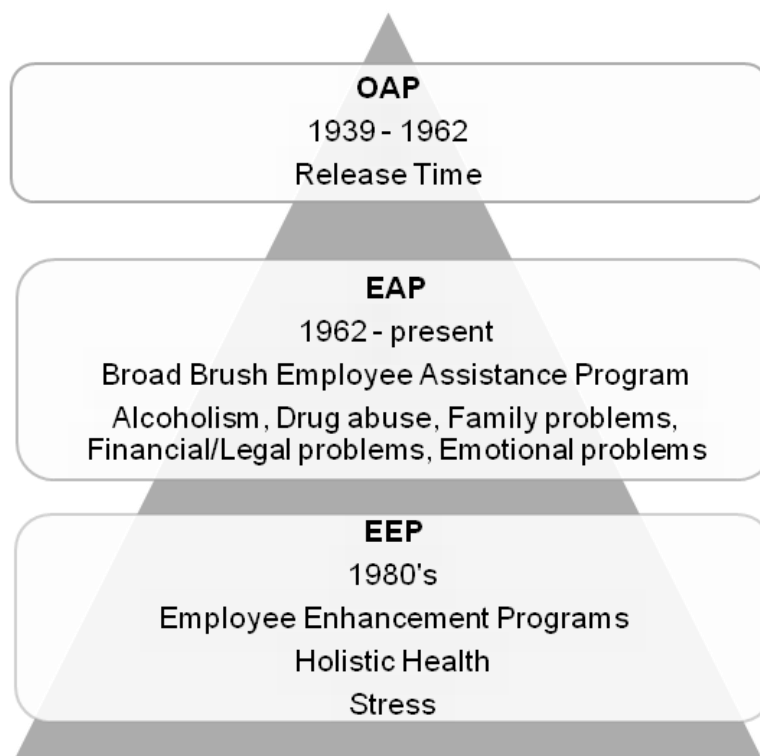 OAP
1939 - 1962
Release Time
EAP
1962 - present
Broad Brush Employee Assistance Program
Alcoholism, Drug abuse, Family problems,
Financial/Legal problems, Emotional problems
EEP
1980's
Employee Enhancement Programs
Holistic Health
Stress